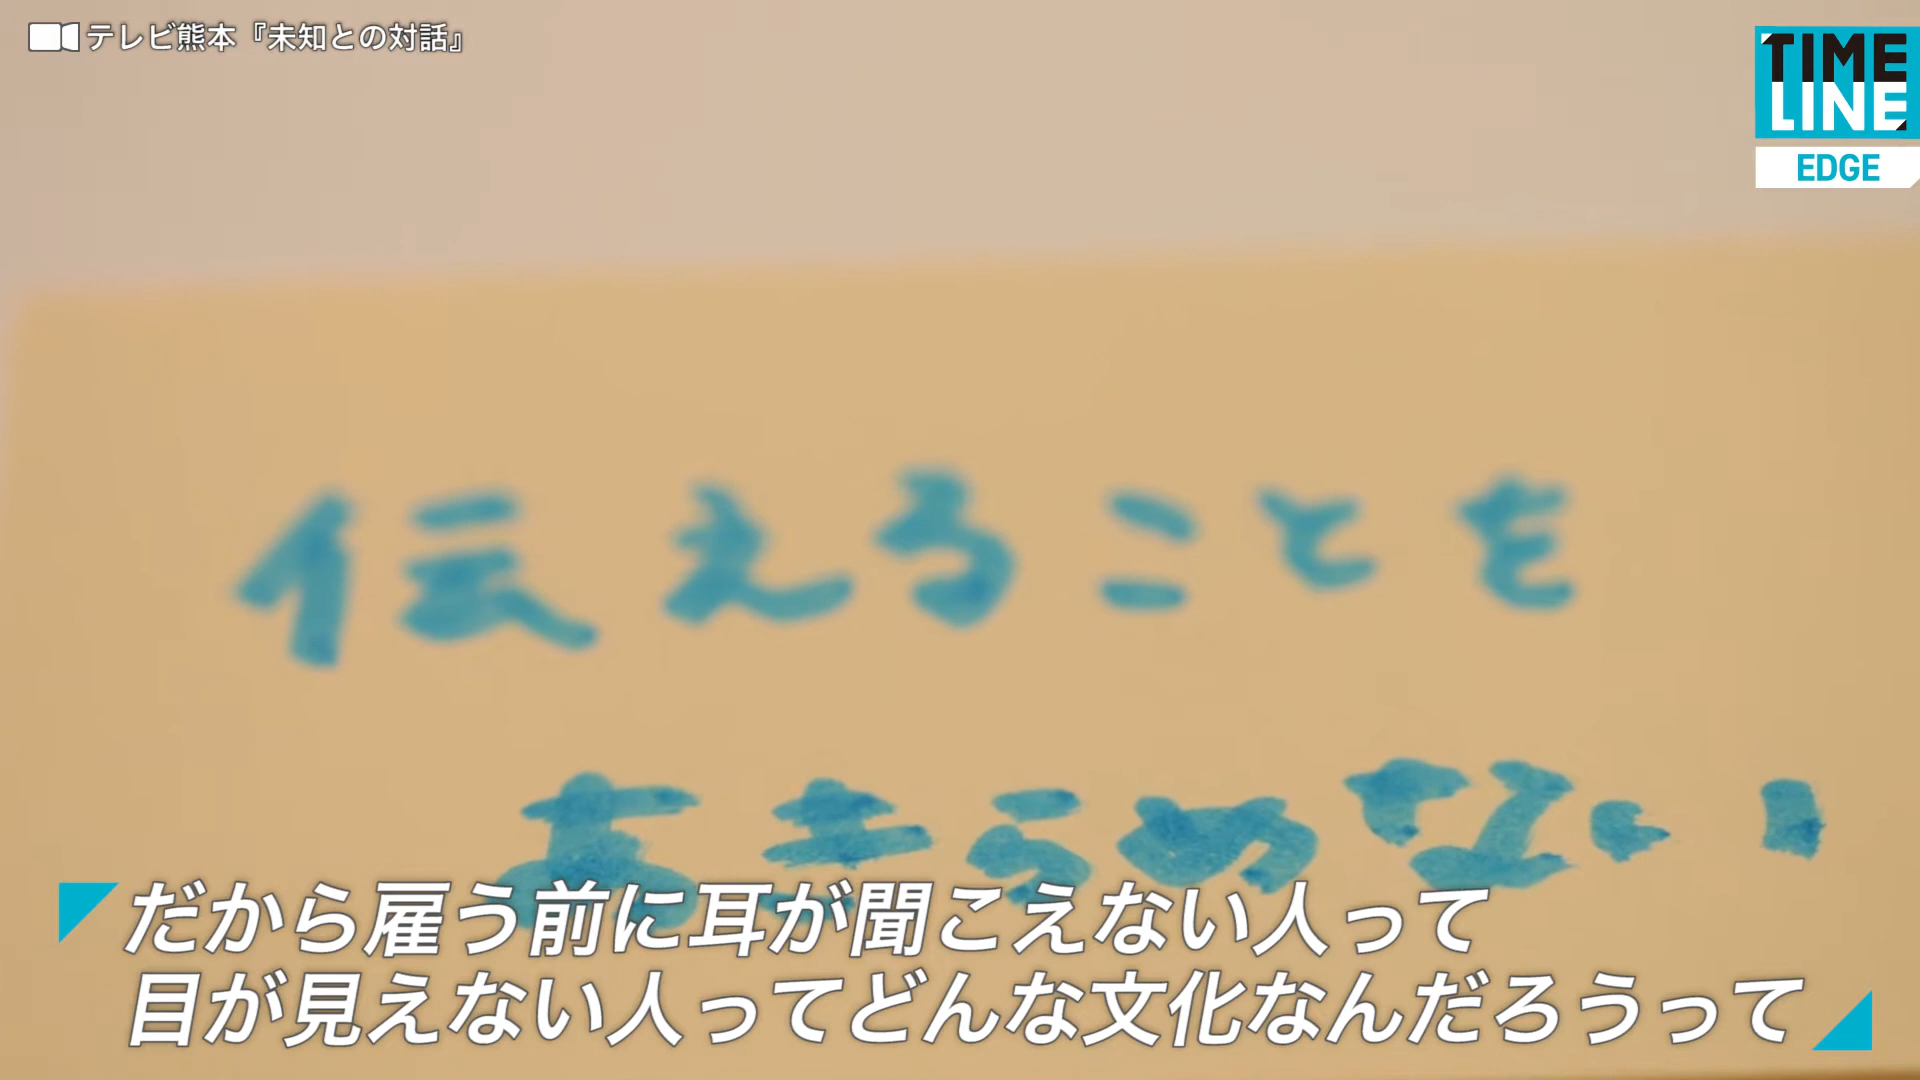 テレビ熊本『未知との対話』
TIME
LINE
EDGE
伝えることを
あきらめない
だから雇う前に耳が聞こえない人って
目が見えない人ってどんな文化なんだろうって